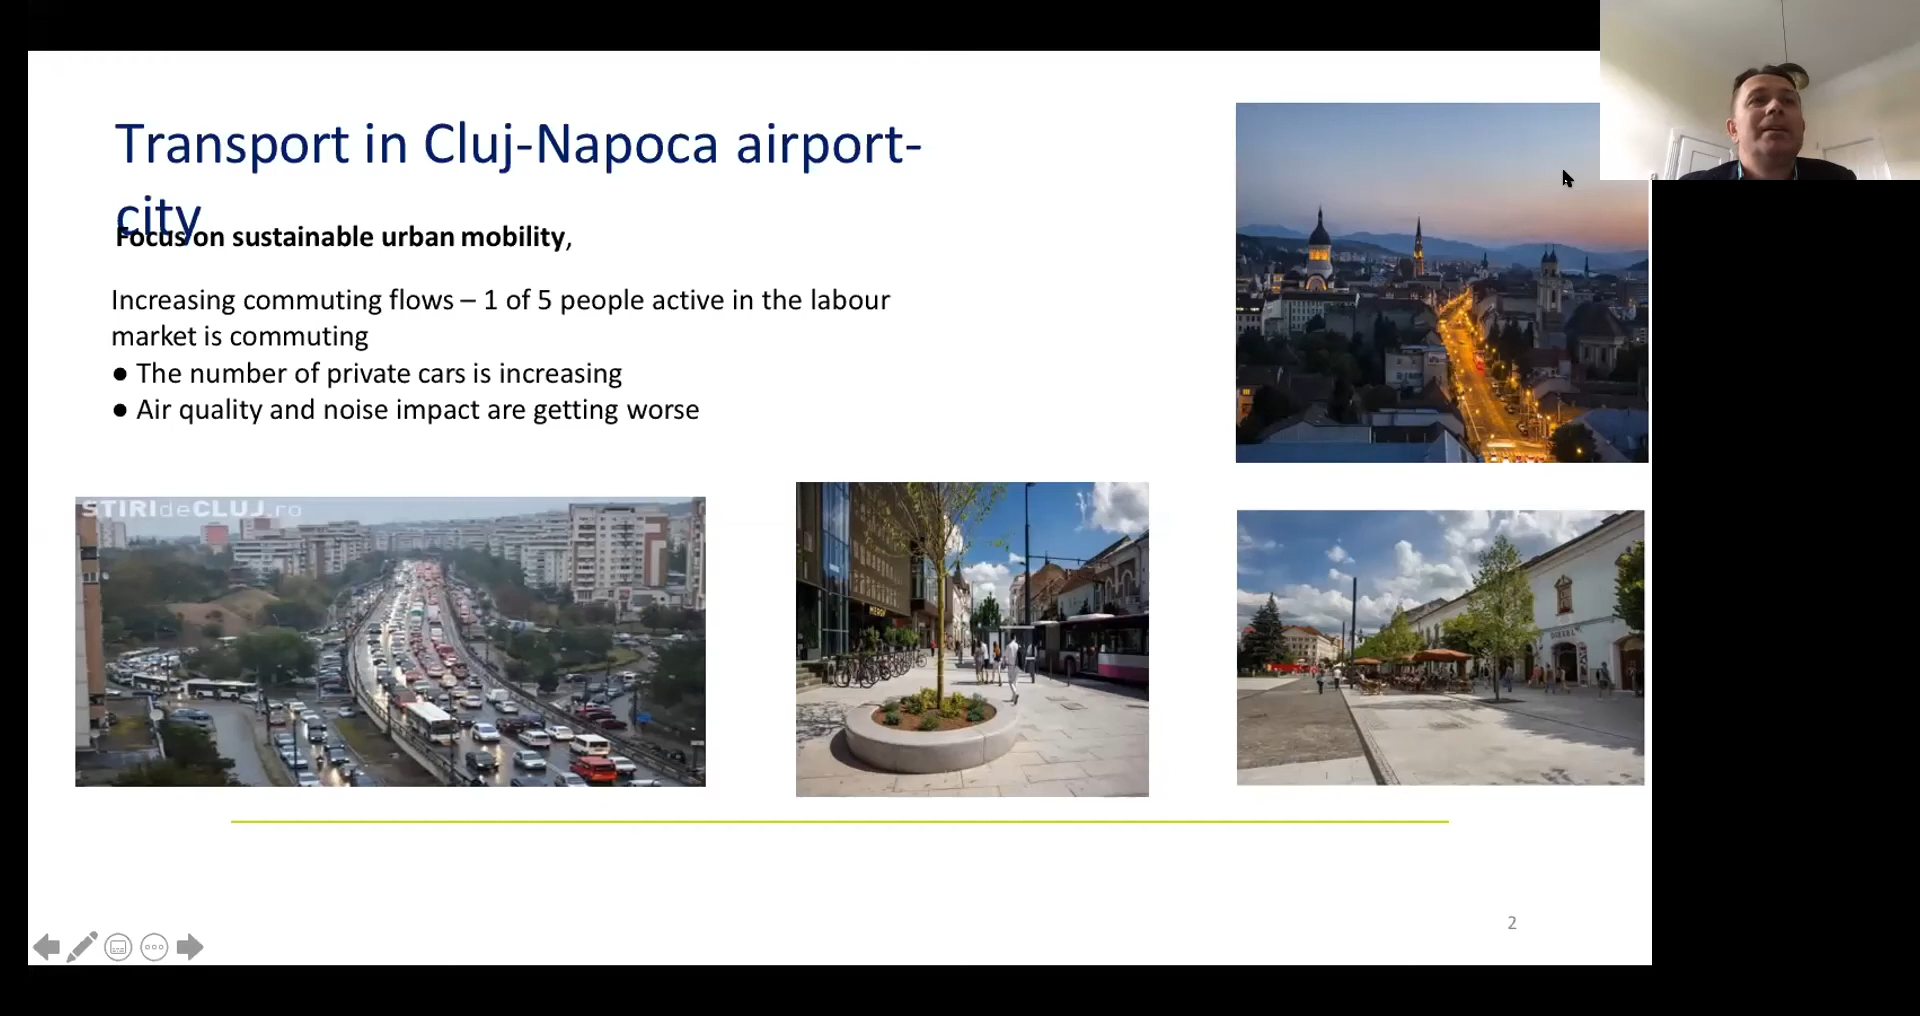 Transport in Cluj-Napoca airport-
city
Focus on sustainable urban mobility,
Increasing commuting flows – 1 of 5 people active in the labour
market is commuting
● The number of private cars is increasing
● Air quality and noise impact are getting worse
STIRIdeCLUJ.ro
2